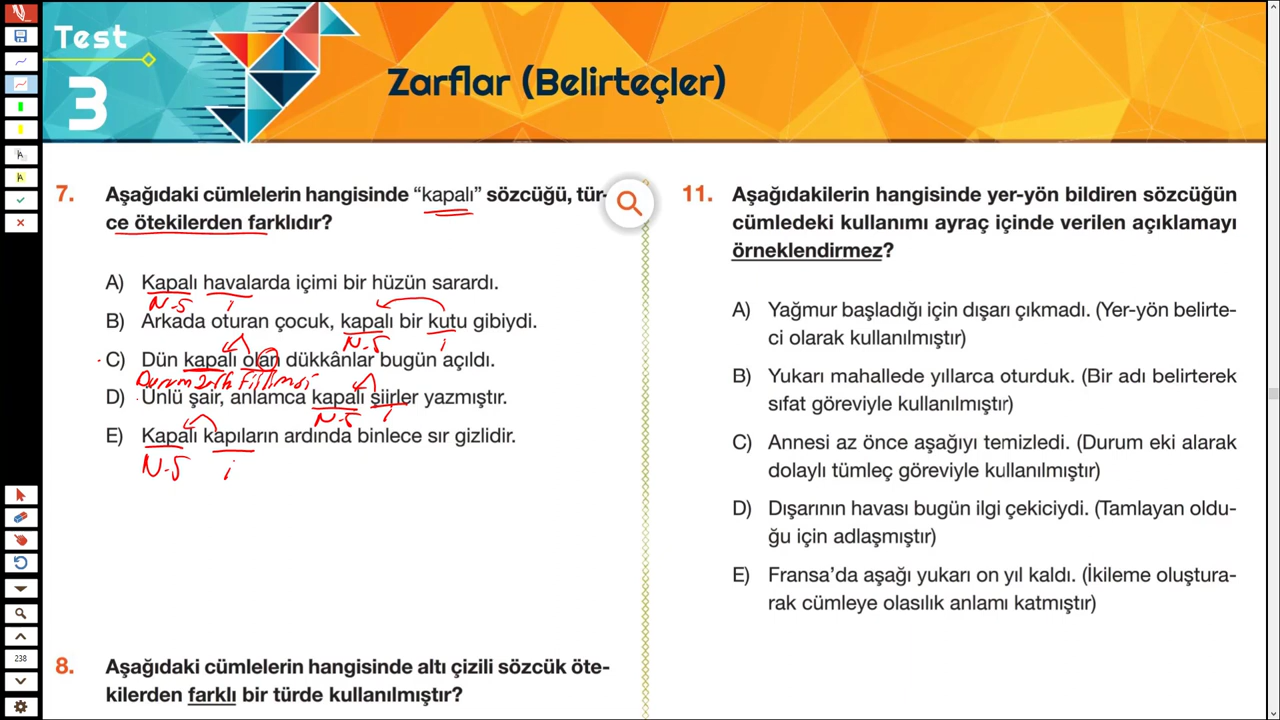 Test
3
Zarflar (Belirteçler)
7. Aşağıdaki cümlelerin hangisinde “kapalı” sözcüğü, tür-
ce ötekilerden farklıdır?
A) Kapalı havalarda içimi bir hüzün sarardı.
N-S i
B) Arkada oturan çocuk, kapalı bir kutu gibiydi.
N-S i
C) Dün kapalı olan dükkânlar bugün açıldı.
Durum Zarfı Fiilimsi
D) Ünlü şair, anlamca kapalı şiirler yazmıştır.
N-S i
E) Kapalı kapıların ardında binlece sır gizlidir.
N-S i
8. Aşağıdaki cümlelerin hangisinde altı çizili sözcük öte-
kilerden farklı bir türde kullanılmıştır?
11. Aşağıdakilerin hangisinde yer-yön bildiren sözcüğün
cümledeki kullanımı ayraç içinde verilen açıklamayı
örneklendirmez?
A) Yağmur başladığı için dışarı çıkmadı. (Yer-yön belirte-
ci olarak kullanılmıştır)
B) Yukarı mahallede yıllarca oturduk. (Bir adı belirterek
sıfat göreviyle kullanılmıştır)
C) Annesi az önce aşağıyı temizledi. (Durum eki alarak
dolaylı tümleç göreviyle kullanılmıştır)
D) Dışarının havası bugün ilgi çekiciydi. (Tamlayan oldu-
ğu için adlaşmıştır)
E) Fransa’da aşağı yukarı on yıl kaldı. (İkileme oluştura-
rak cümleye olasılık anlamı katmıştır)
238